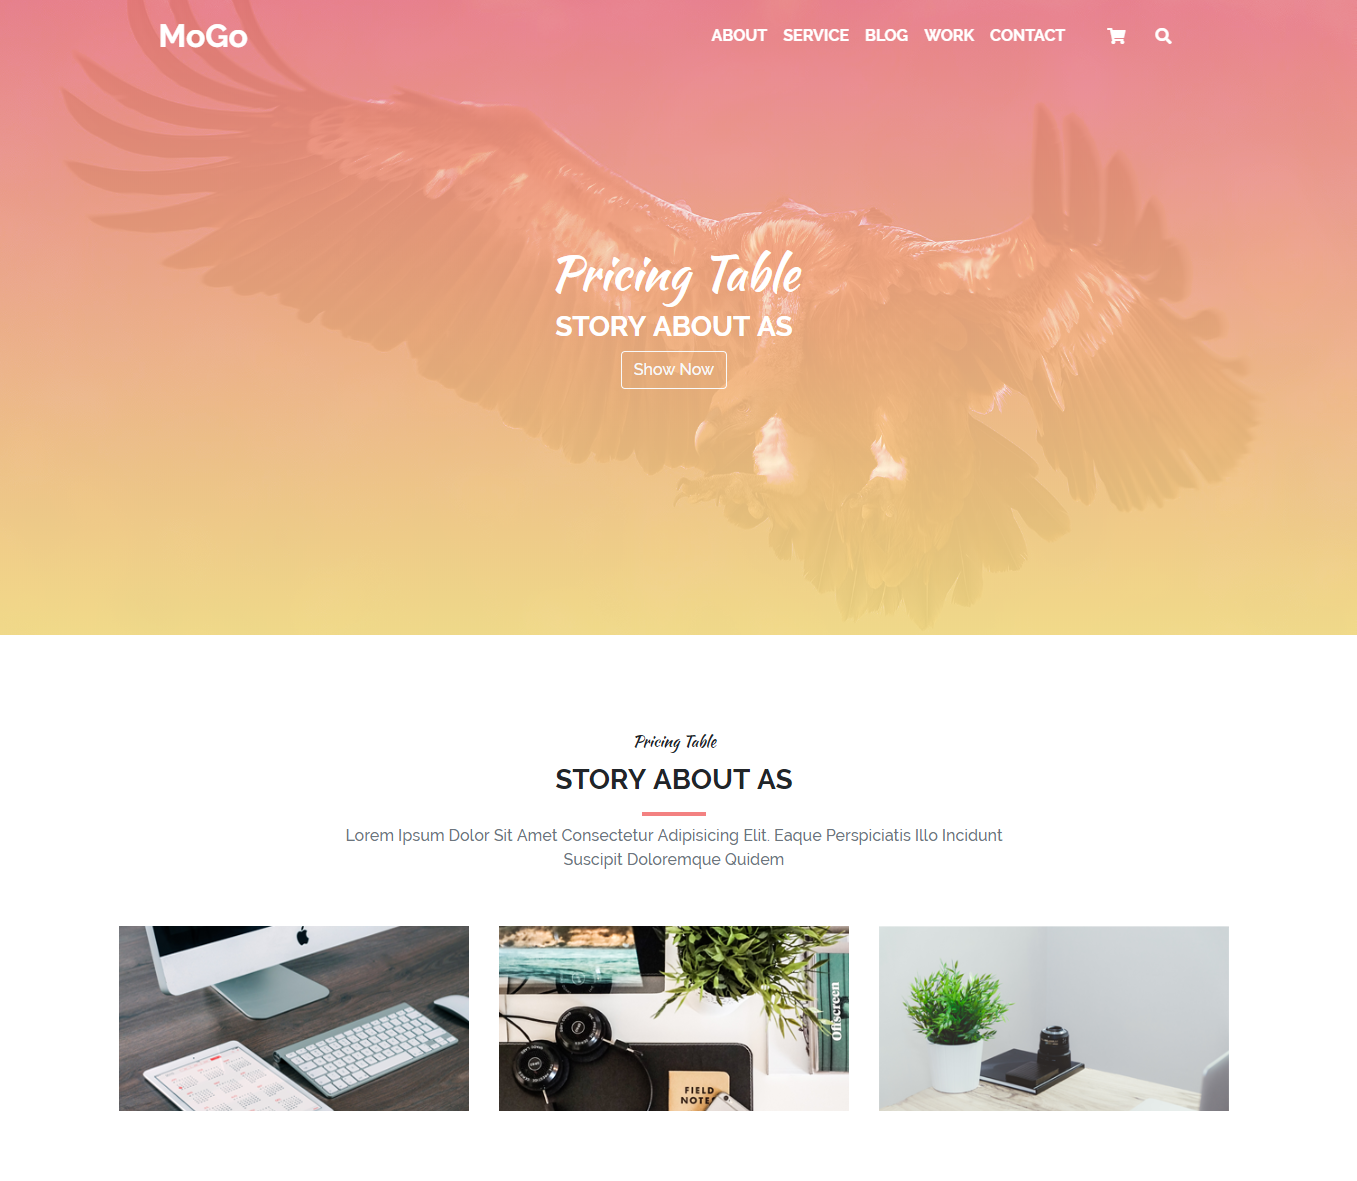 MoGo
ABOUT SERVICE BLOG WORK CONTACT
Pricing Table
STORY ABOUT AS
Show Now
Pricing Table
STORY ABOUT AS
Lorem Ipsum Dolor Sit Amet Consectetur Adipisicing Elit. Eaque Perspiciatis Illo Incidunt
Suscipit Doloremque Quidem
Offscreen
FIELD
NOTES